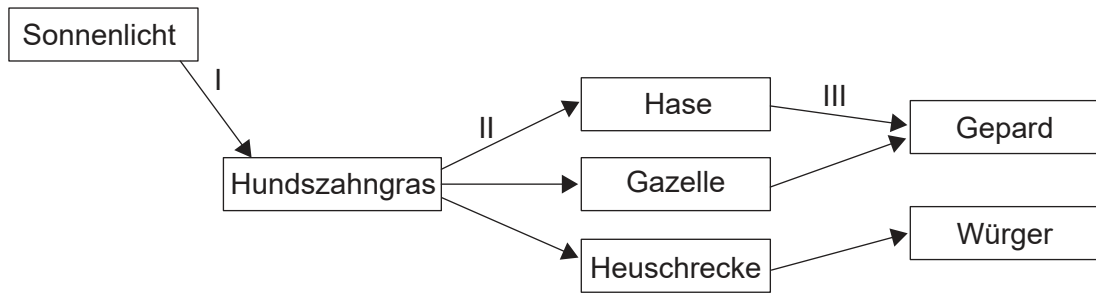 Sonnenlicht
I
Hundszahngras
II
Hase
Gazelle
Heuschrecke
III
Gepard
Würger